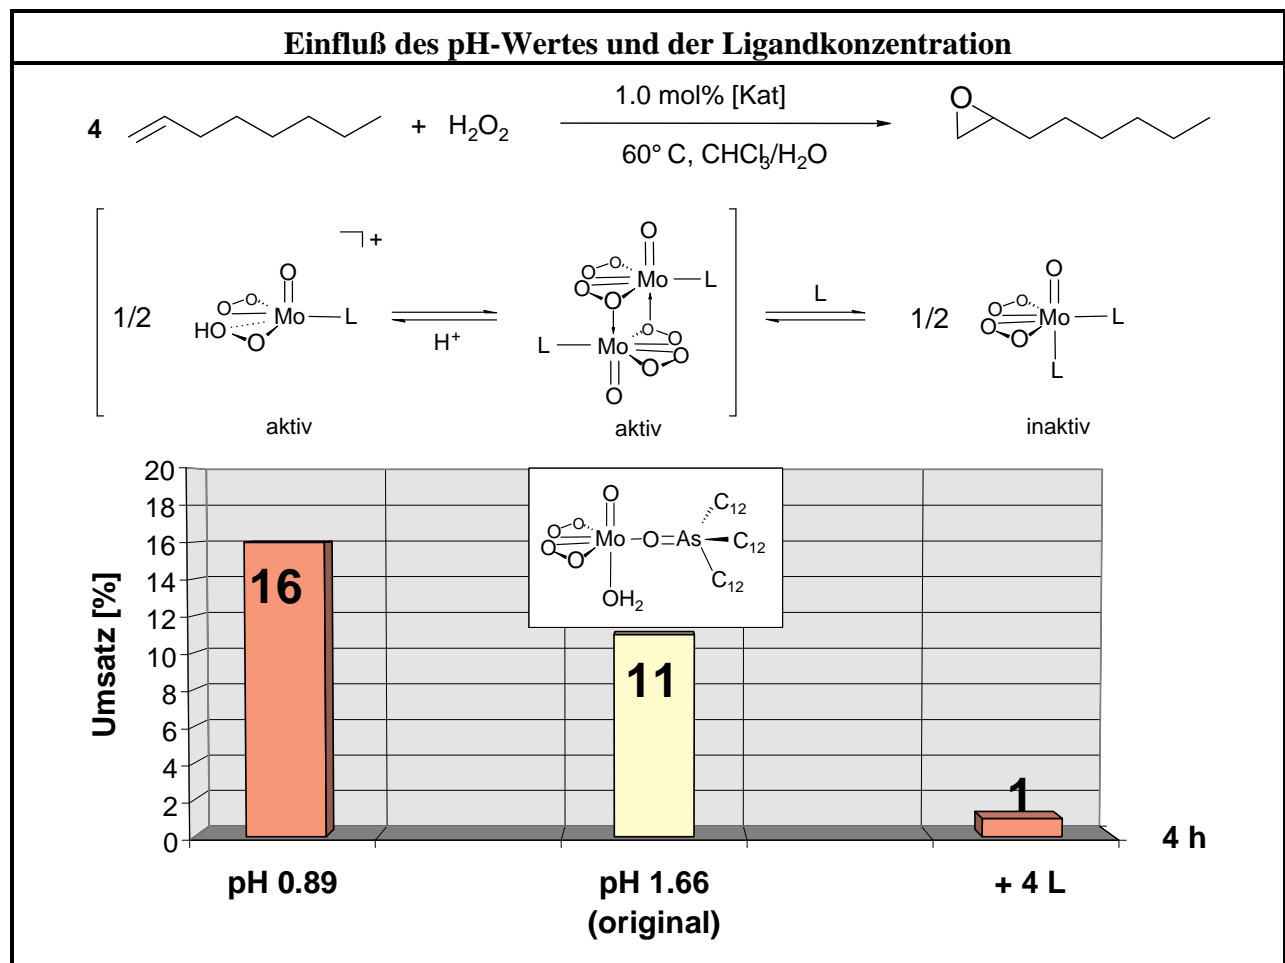 Einfluß des pH-Wertes und der Ligandkonzentration
4 + H2O2 1.0 mol% [Kat] O
60° C, CHCl3/H2O
1/2 O O HO O O Mo L + H+ aktiv
O O O O O Mo L L Mo O O O O O aktiv
L
1/2 O O O O O Mo L L inaktiv
O O O O O Mo O=As C12 C12 C12 OH2
Umsatz [%]
20
18
16
14
12
10
8
6
4
2
0
16
11
1
4 h
pH 0.89 pH 1.66 + 4 L
(original)